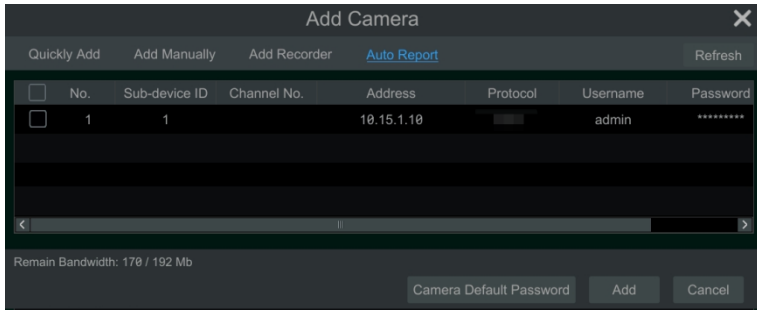 Add Camera
Quickly Add Add Manually Add Recorder Auto Report Refresh
No. Sub-device ID Channel No. Address Protocol Username Password
1 1 10.15.1.10 admin *********
Remain Bandwidth: 170 / 192 Mb
Camera Default Password Add Cancel